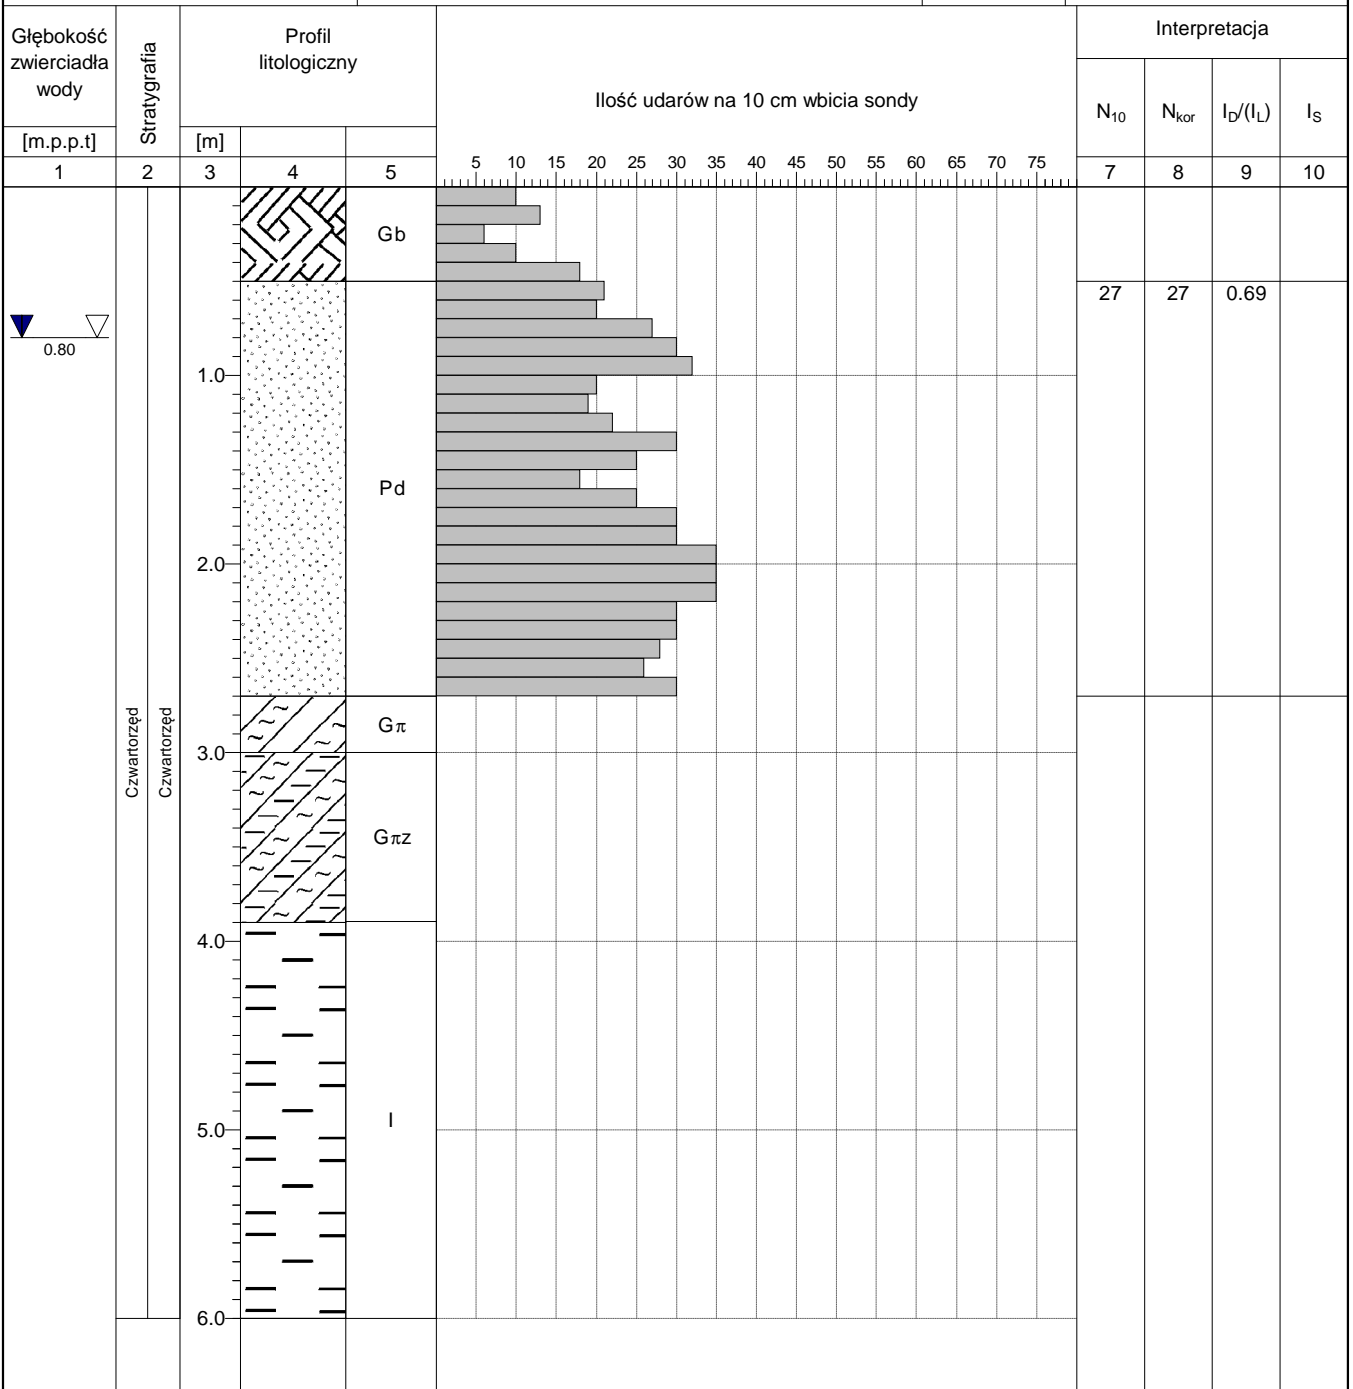 Głębokość
zwierciadła
wody
[m.p.p.t]
Stratygrafia
Profil
litologiczny
[m]
Ilość udarów na 10 cm wbicia sondy
Interpretacja
N10 Nkor ID/(IL) IS
5 10 15 20 25 30 35 40 45 50 55 60 65 70 75
1 2 3 4 5 7 8 9 10
Gb
27 27 0.69
0.80
1.0
Pd
2.0
Czwartorzęd
Czwartorzęd
Gπ
3.0
Gπz
4.0
I
5.0
6.0